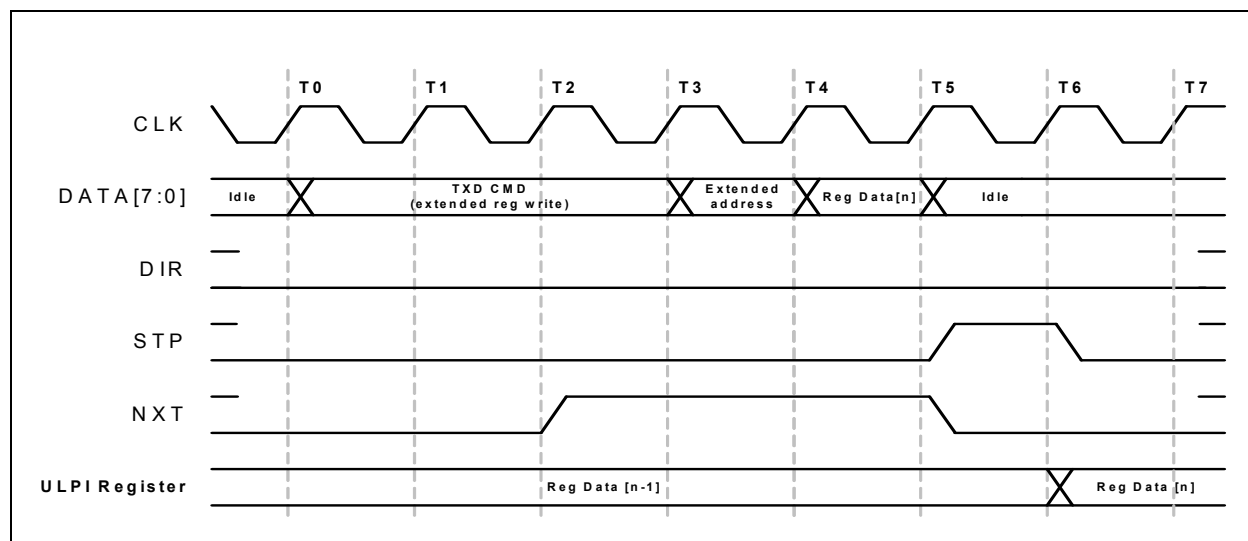 T0 T1 T2 T3 T4 T5 T6 T7
CLK
DATA[7:0]
Idle
TXD CMD
(extended reg write)
Extended
address
Reg Data[n]
Idle
DIR
STP
NXT
ULPI Register
Reg Data [n-1]
Reg Data [n]